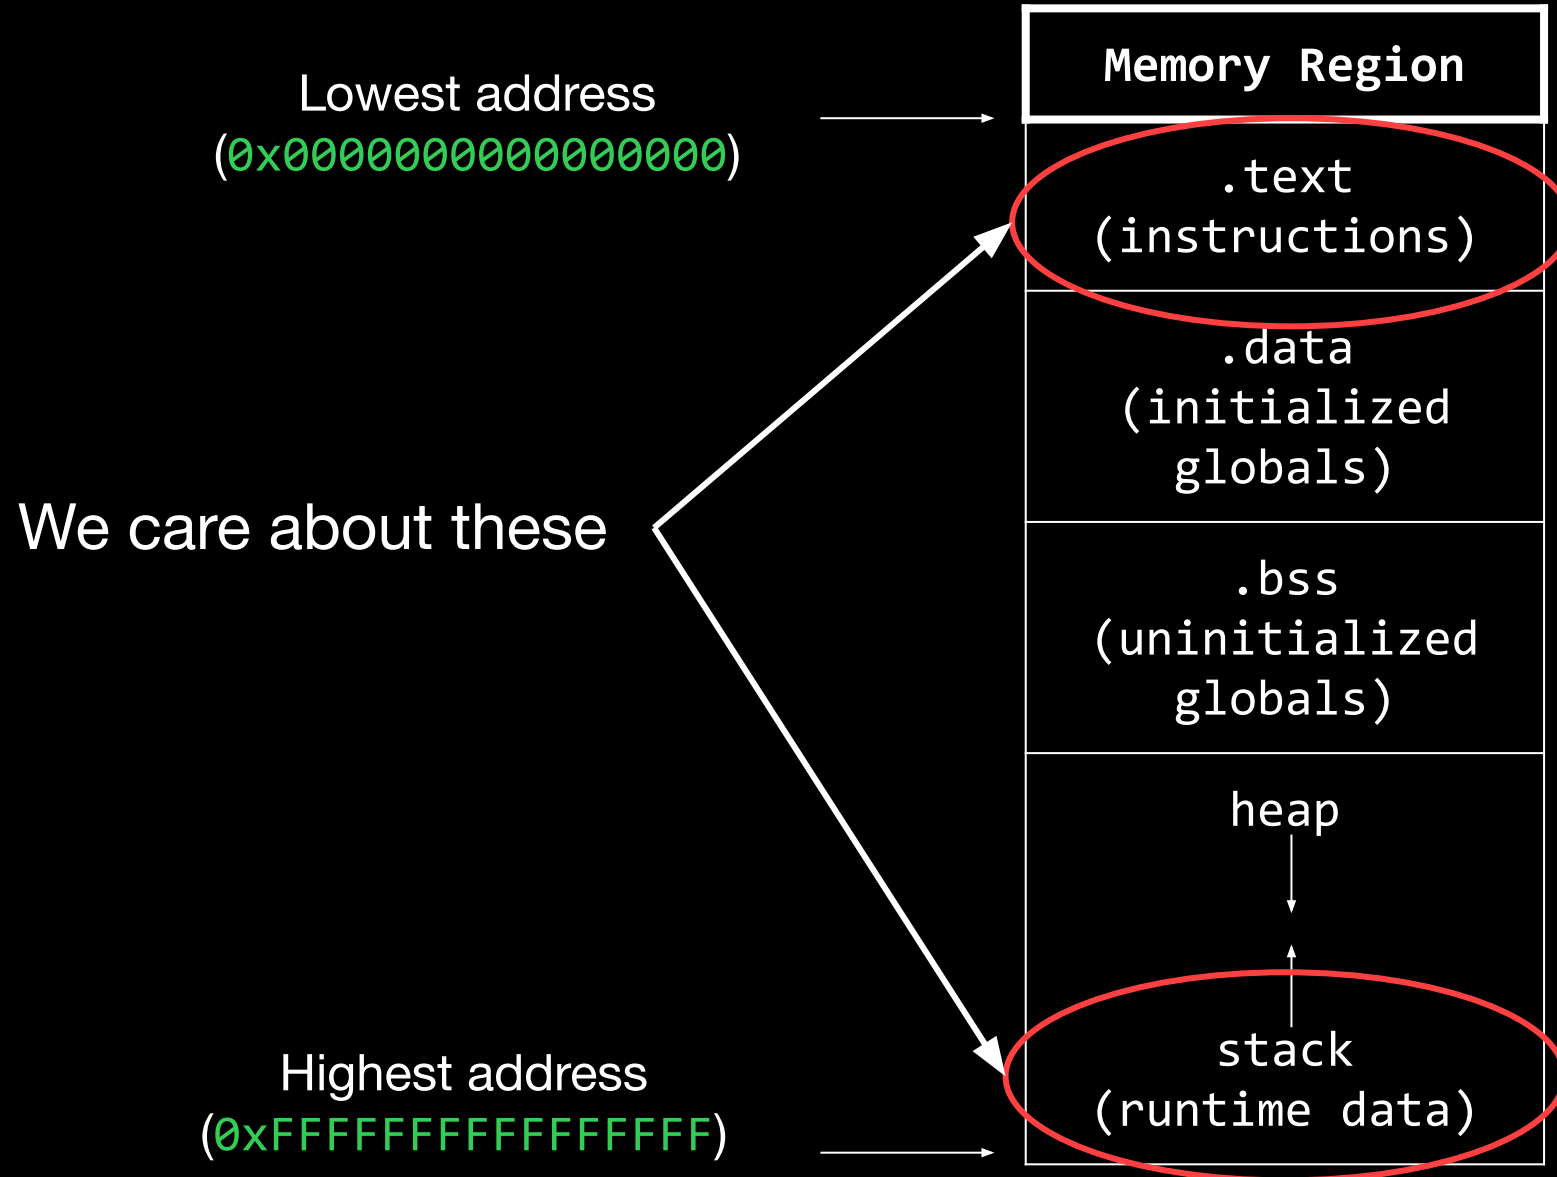 Memory Region
Lowest address
(0x0000000000000000)
.text
(instructions)
.data
(initialized
globals)
We care about these
.bss
(uninitialized
globals)
heap
stack
(runtime data)
Highest address
(0xFFFFFFFFFFFFFFFF)